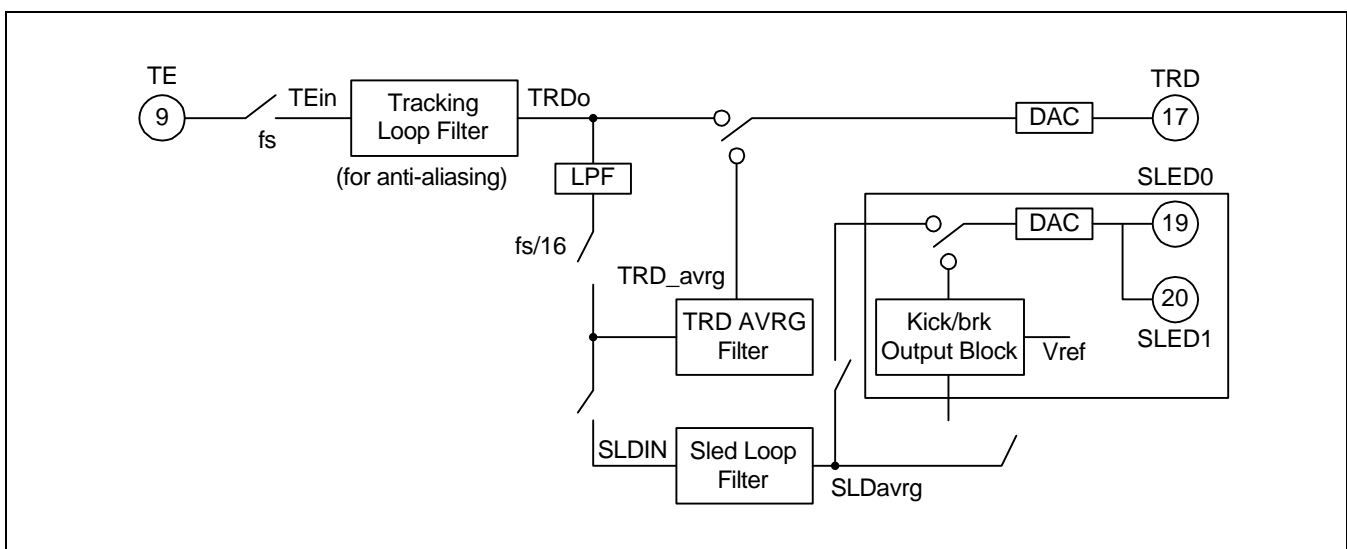 TE
9
fs
TEin
Tracking
Loop Filter
(for anti-aliasing)
TRDo
LPF
fs/16
TRD_avrg
TRD AVRG
Filter
SLDIN
Sled Loop
Filter
SLDavrg
DAC
TRD
17
SLED0
DAC
19
20
SLED1
Kick/brk
Output Block
Vref